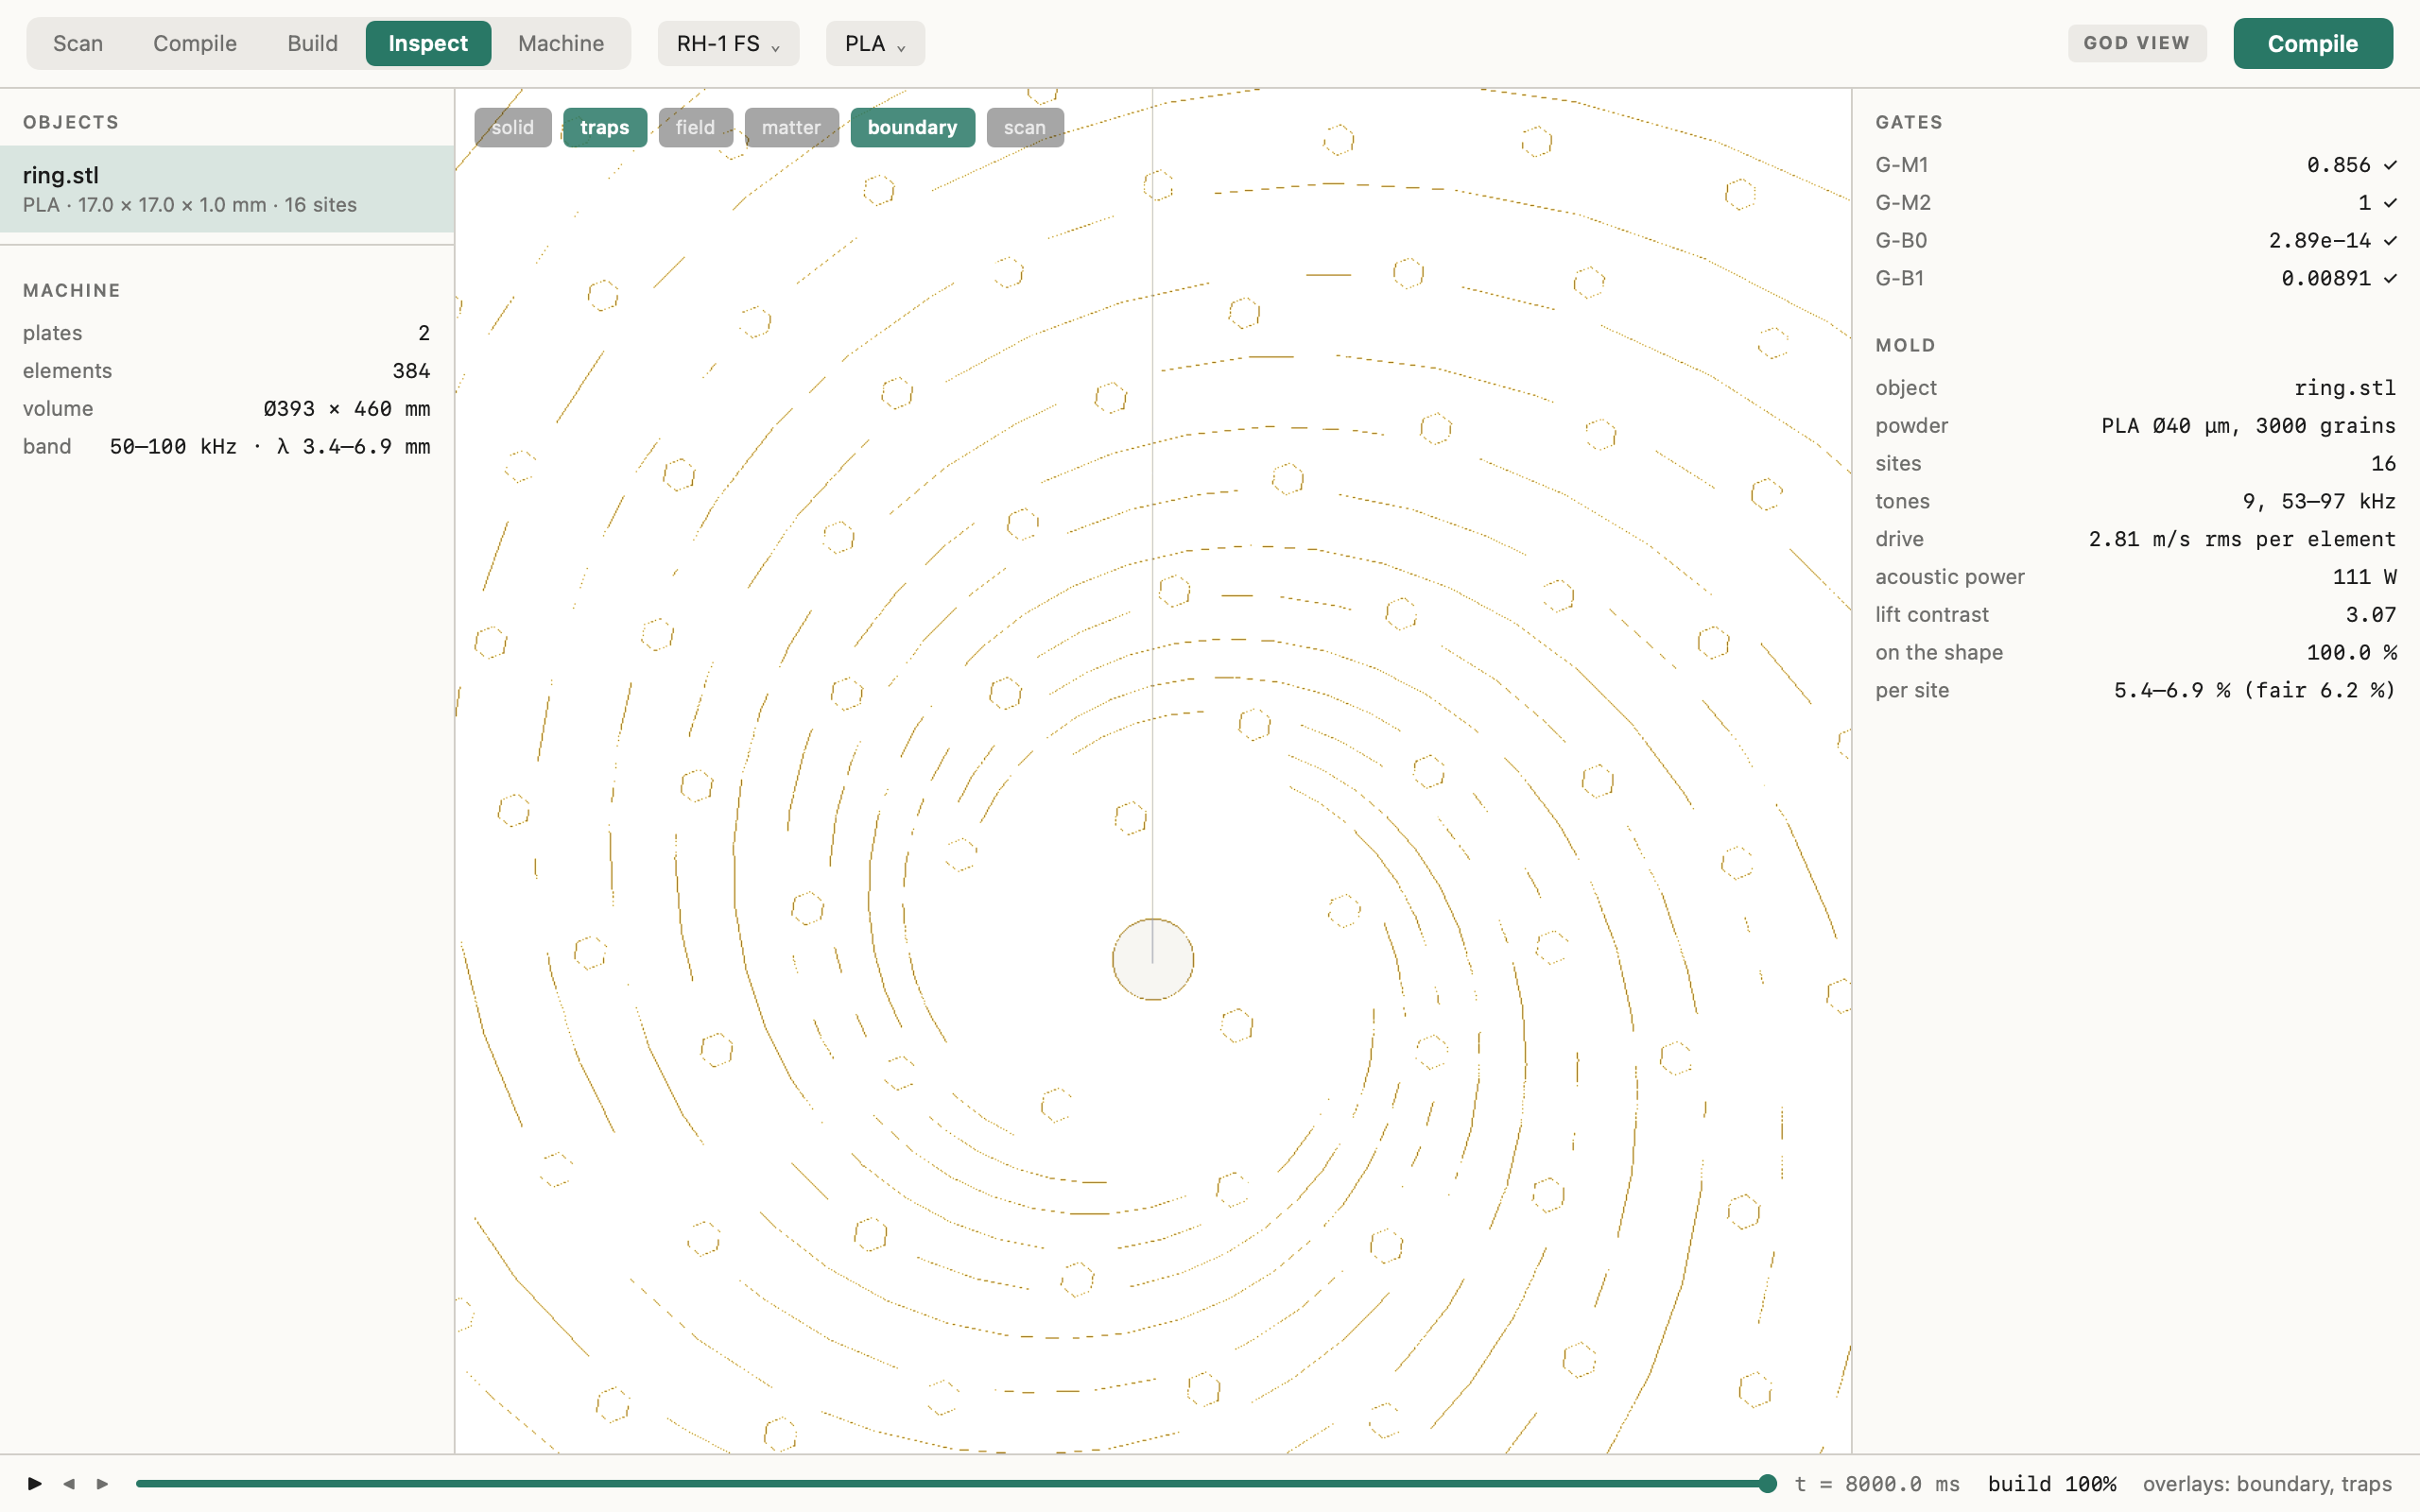 Scan Compile Build Inspect Machine RH-1 FS PLA GOD VIEW Compile
OBJECTS
ring.stl
PLA · 17.0 × 17.0 × 1.0 mm · 16 sites
MACHINE
plates 2
elements 384
volume Ø393 × 460 mm
band 50–100 kHz · λ 3.4–6.9 mm
solid traps field matter boundary scan
GATES
G-M1 0.856 ✓
G-M2 1 ✓
G-B0 2.89e−14 ✓
G-B1 0.00891 ✓
MOLD
object ring.stl
powder PLA Ø40 µm, 3000 grains
sites 16
tones 9, 53–97 kHz
drive 2.81 m/s rms per element
acoustic power 111 W
lift contrast 3.07
on the shape 100.0 %
per site 5.4–6.9 % (fair 6.2 %)
t = 8000.0 ms build 100% overlays: boundary, traps